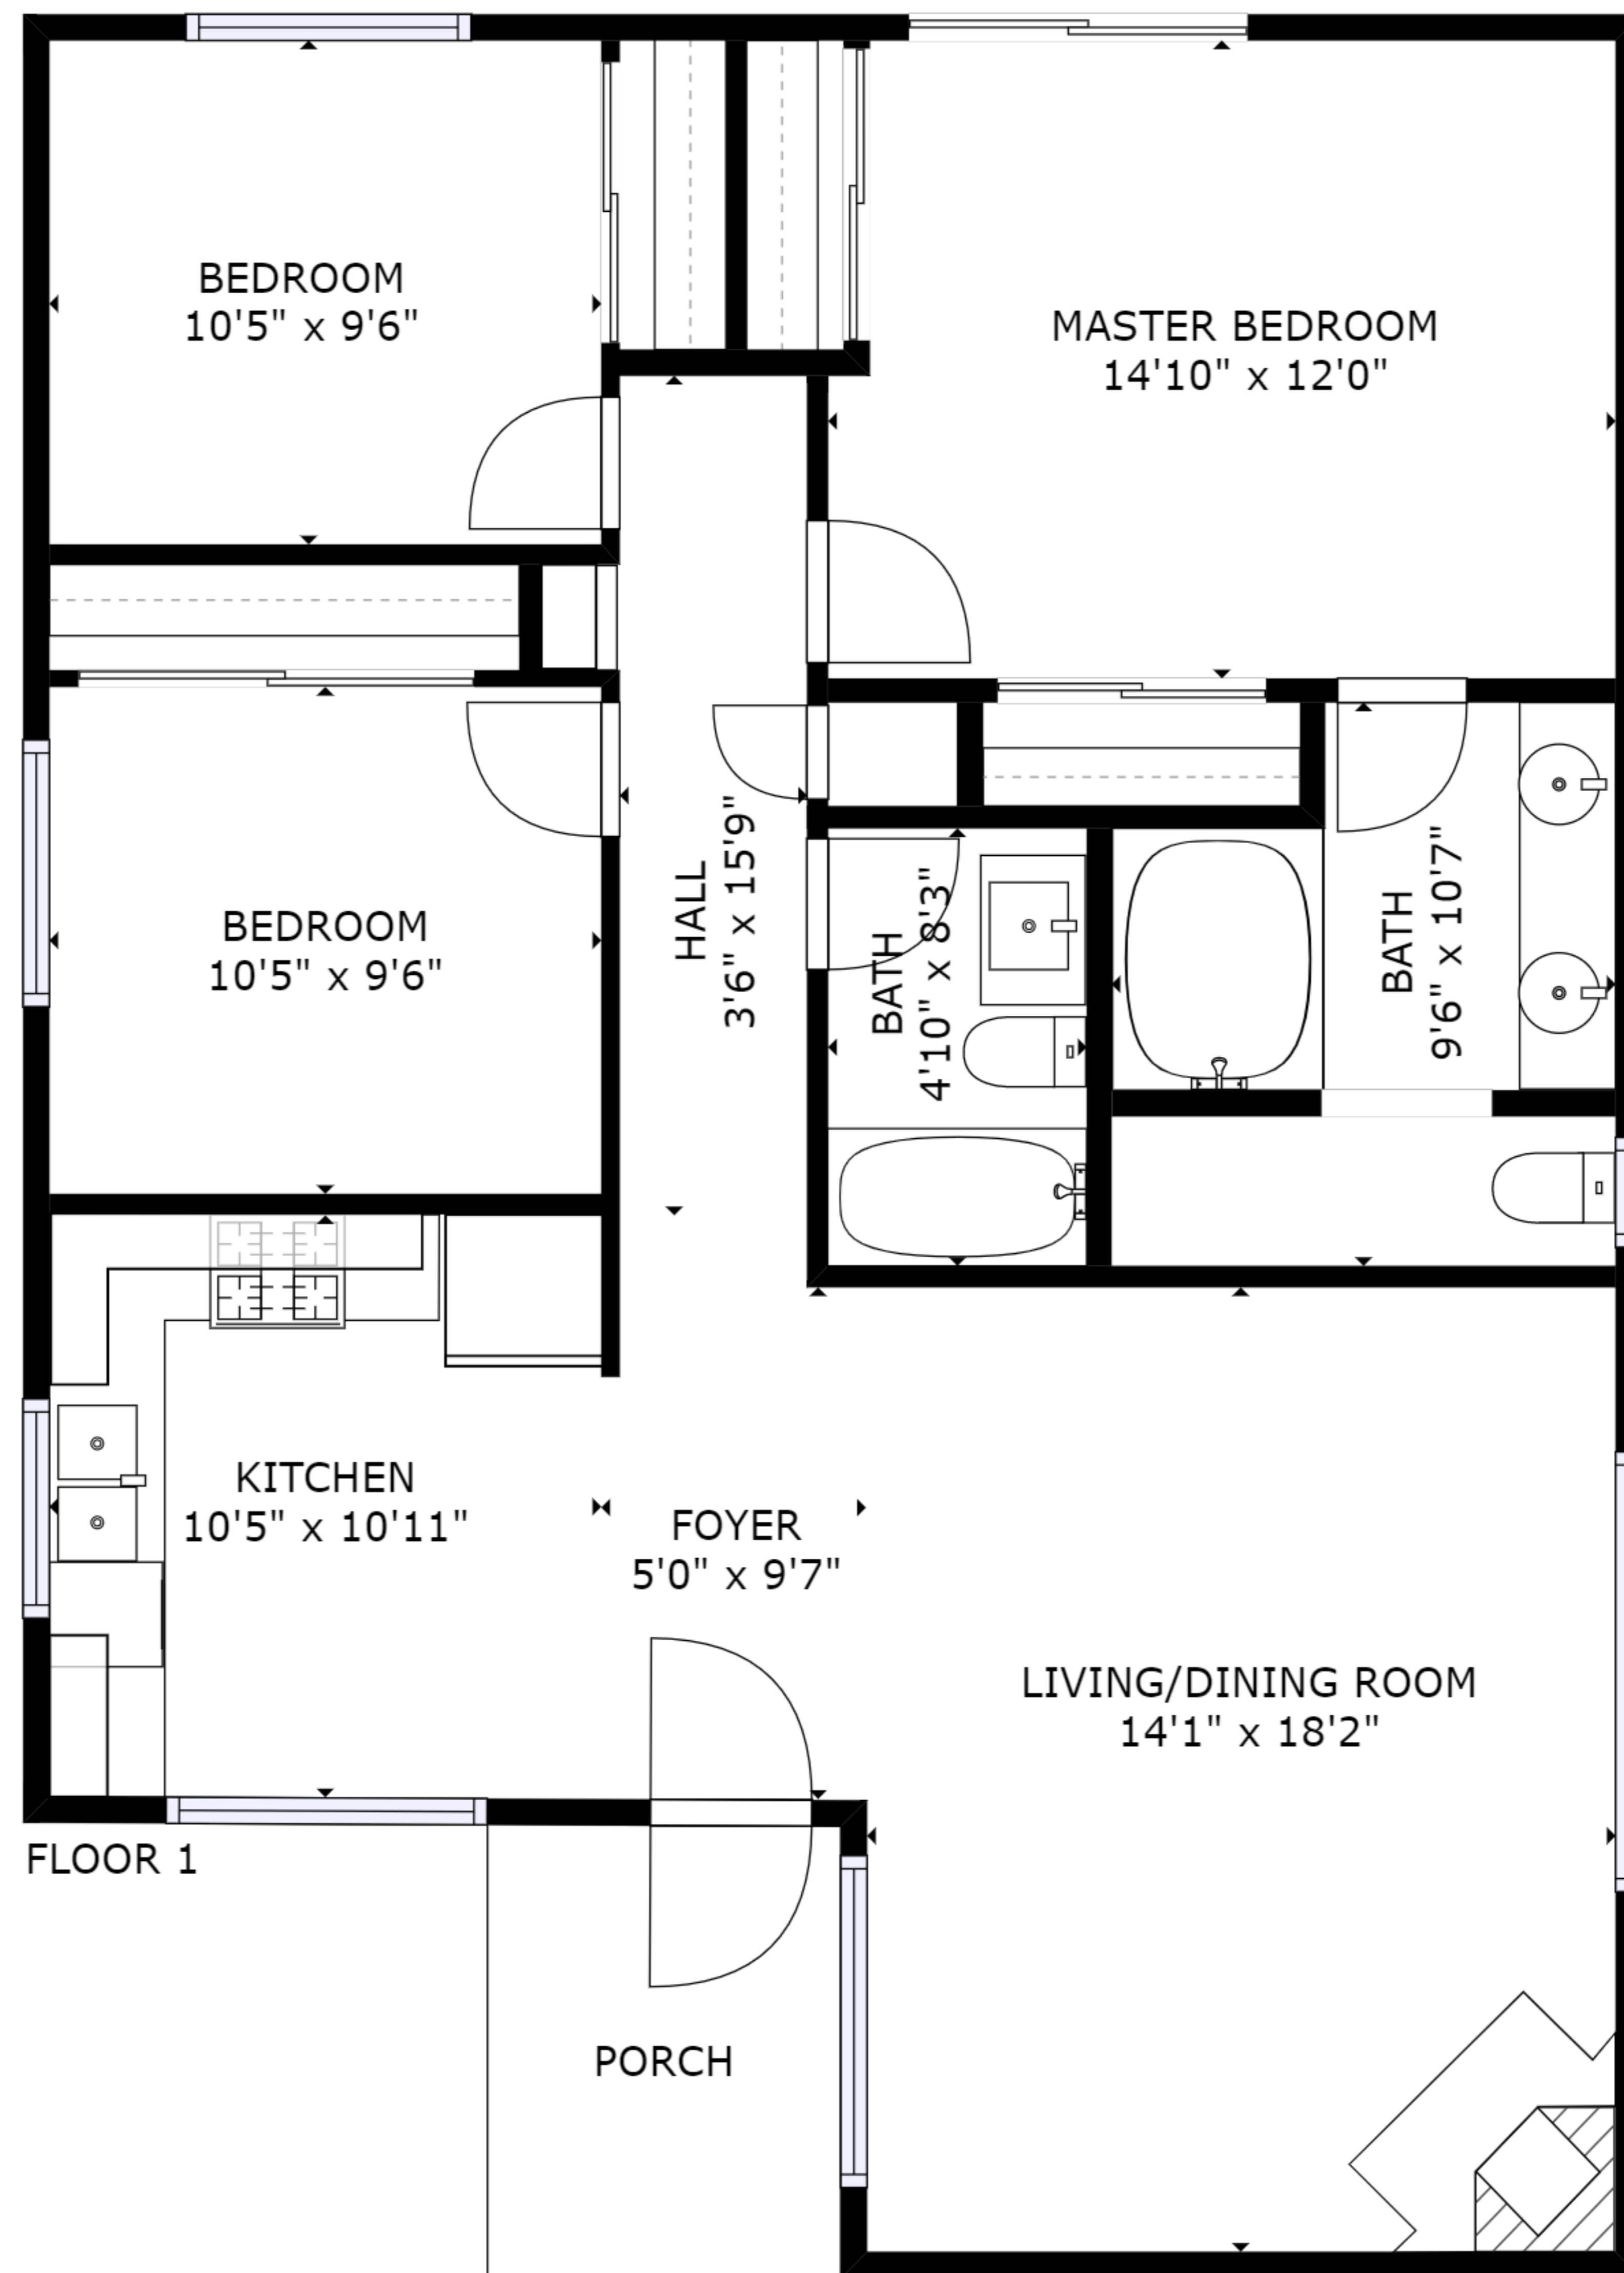 BEDROOM
10'5" x 9'6"
MASTER BEDROOM
14'10" x 12'0"
BEDROOM
10'5" x 9'6"
HALL
3'6" x 15'9"
BATH
4'10" x 8'3"
BATH
9'6" x 10'7"
KITCHEN
10'5" x 10'11"
FOYER
5'0" x 9'7"
LIVING/DINING ROOM
14'1" x 18'2"
FLOOR 1
PORCH